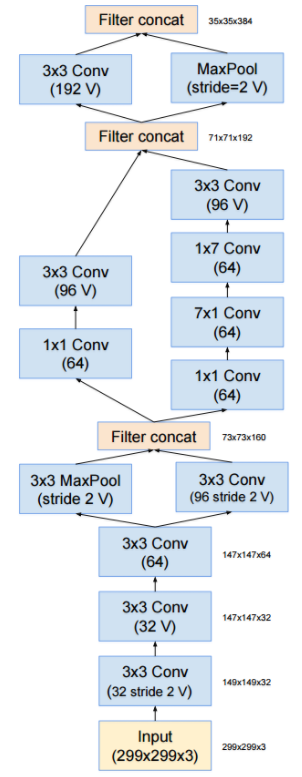 Filter concat
35x35x384
3x3 Conv
(192 V)
MaxPool
(stride=2 V)
Filter concat
71x71x192
3x3 Conv
(96 V)
1x7 Conv
(64)
3x3 Conv
(96 V)
7x1 Conv
(64)
1x1 Conv
(64)
1x1 Conv
(64)
Filter concat
73x73x160
3x3 MaxPool
(stride 2 V)
3x3 Conv
(96 stride 2 V)
3x3 Conv
(64)
147x147x64
3x3 Conv
(32 V)
147x147x32
3x3 Conv
(32 stride 2 V)
149x149x32
Input
(299x299x3)
299x299x3